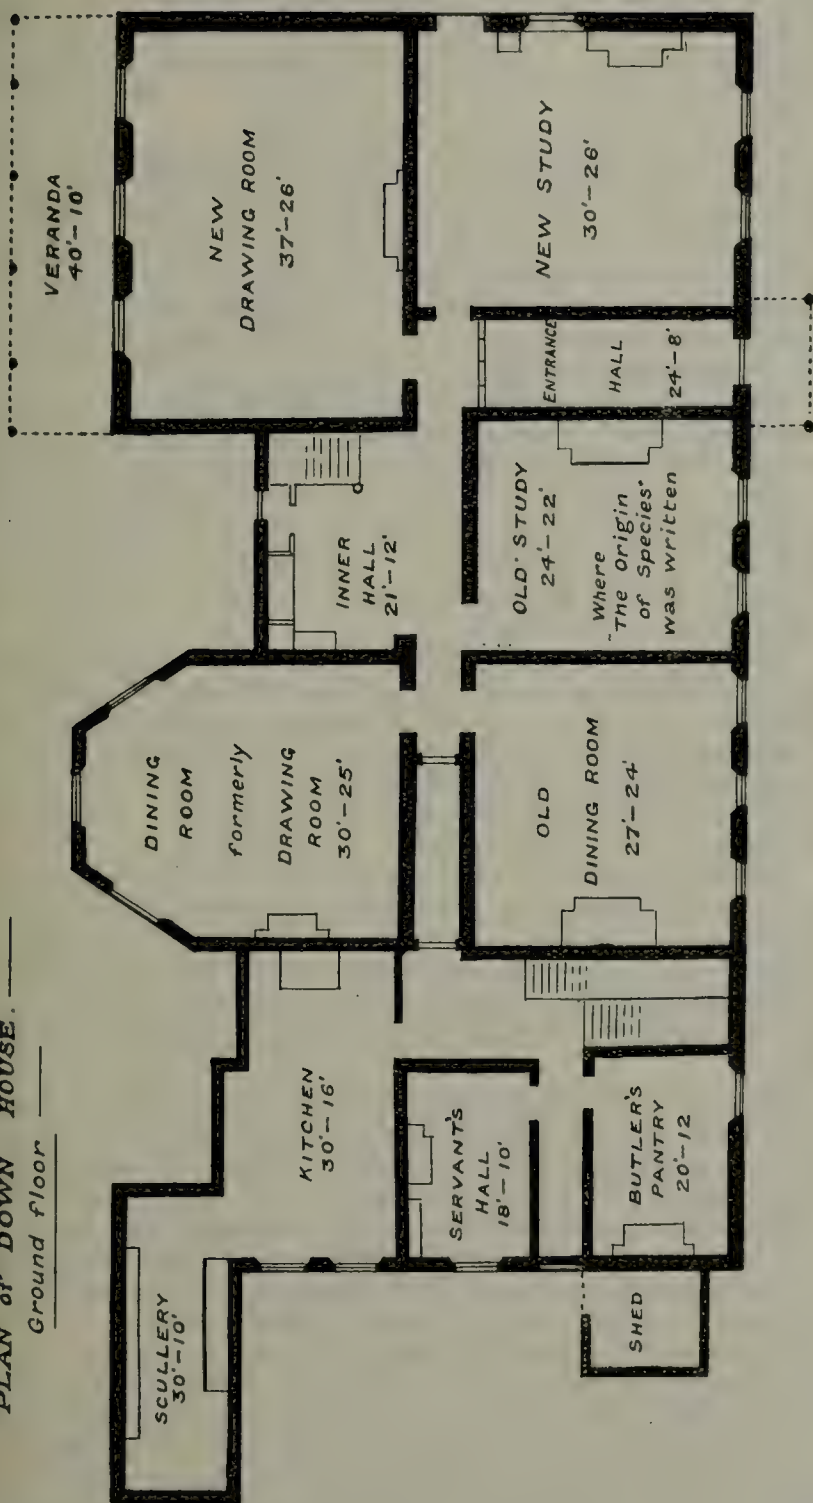 PLAN of DOWN HOUSE.
Ground floor
SCULLERY
30'-10'
KITCHEN
30'-16'
SERVANT'S
HALL
18'-10'
BUTLER'S
PANTRY
20'-12
SHED
DINING
ROOM
formerly
DRAWING
ROOM
30'-25'
OLD
DINING ROOM
27'-24'
INNER
HALL
21'-12'
OLD STUDY
24'-22'
Where
"The Origin
of Species"
was written
VERANDA
40'-10'
NEW
DRAWING ROOM
37'-26'
ENTRANCE
HALL
24'-8'
NEW STUDY
30'-26'